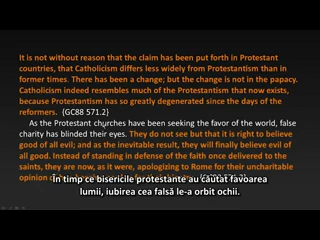 It is not without reason that the claim has been put forth in Protestant
countries, that Catholicism differs less widely from Protestantism than in
former times. There has been a change; but the change is not in the papacy.
Catholicism indeed resembles much of the Protestantism that now exists,
because Protestantism has so greatly degenerated since the days of the
reformers. {GC88 571.2}
As the Protestant churches have been seeking the favor of the world, false
charity has blinded their eyes. They do not see but that it is right to believe
good of all evil; and as the inevitable result, they will finally believe evil of
all good. Instead of standing in defense of the faith once delivered to the
saints, they are now, as it were, apologizing to Rome for their uncharitable
opinion
În timp ce bisericile protestante au căutat favoarea
lumii, iubirea cea falsă le-a orbit ochii.